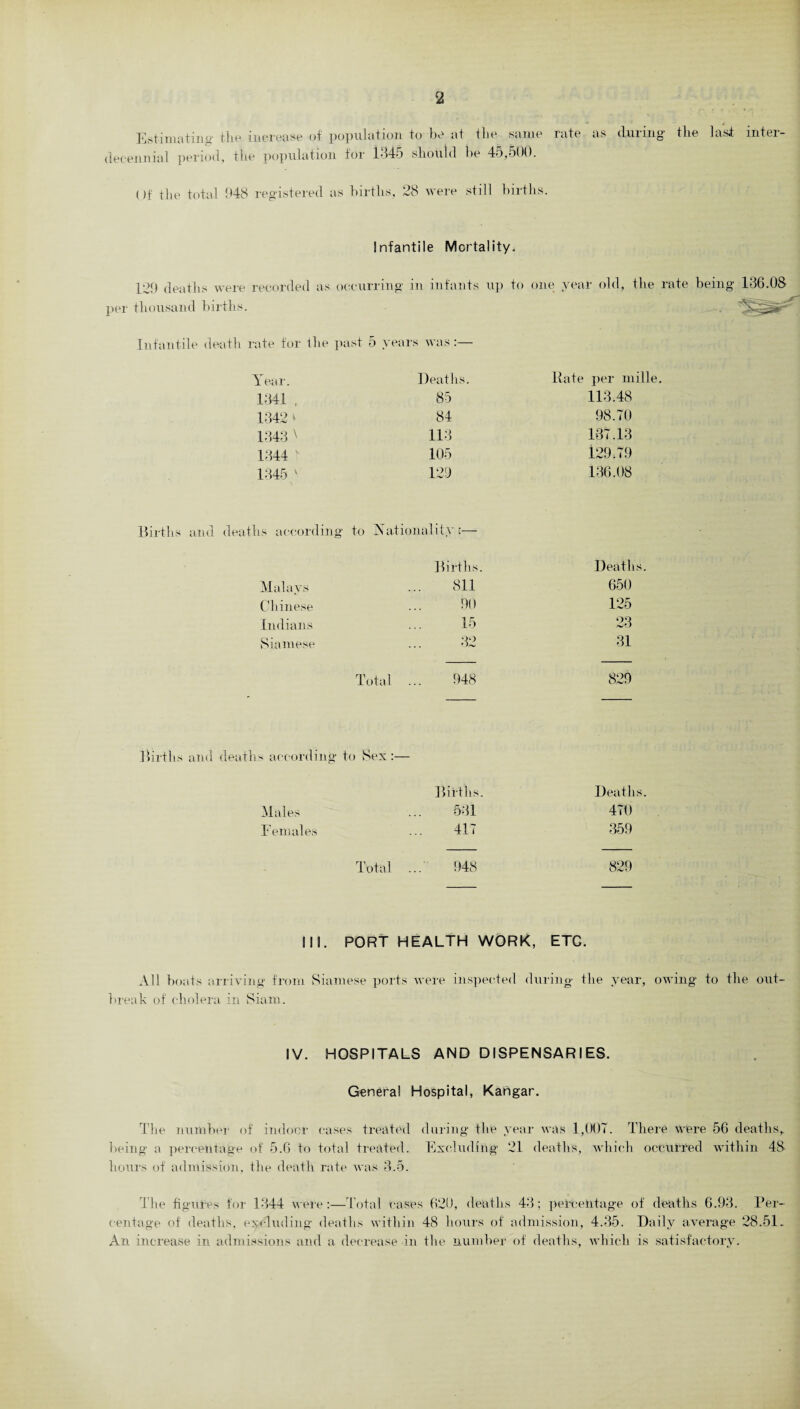 2
Estimating the increase of population to be at the same rate as during the last inter-
decennial period, the population for 1345 should be 45,500.
Of the total 948 registered as births, 28 were still births.
Infantile Mortality.
129 deaths were recorded as occurring in infants up to one year old, the rate being 136.08
per thousand births.
Infantile death rate for the past 5 years was:—
Year. Deaths. Rate per mille.
1341 85 113.48
1342 84 98.70
1343 113 137.13
1344 105 129.79
1345 129 136.08
Births and deaths according to Nationality:—
Births. Deaths.
Malays ... 811 650
Chinese ... 90 125
Indians ... 15 23
Siamese ... 32 31
Total ... 948 829
Births and deaths according to Sex:—
Births. Deaths.
Males ... 531 470
Females ... 417 359
Total ... 948 829
III. PORT HEALTH WORK, ETC.
All boats arriving from Siamese ports were inspected during the year, owing to the out-
break of cholera in Siam.
IV. HOSPITALS AND DISPENSARIES.
General Hospital, Kangar.
The number of indoor cases treated during the year was 1,007. There were 56 deaths,
being a percentage of 5.6 to total treated. Excluding 21 deaths, which occurred within 48
hours of admission, the death rate was 3.5.
The figures for 1344 were:—Total cases 620, deaths 43; percentage of deaths 6.93. Per-
centage of deaths, excluding deaths within 48 hours of admission, 4.35. Daily average 28.51.
An increase in admissions and a decrease in the number of deaths, which is satisfactory.